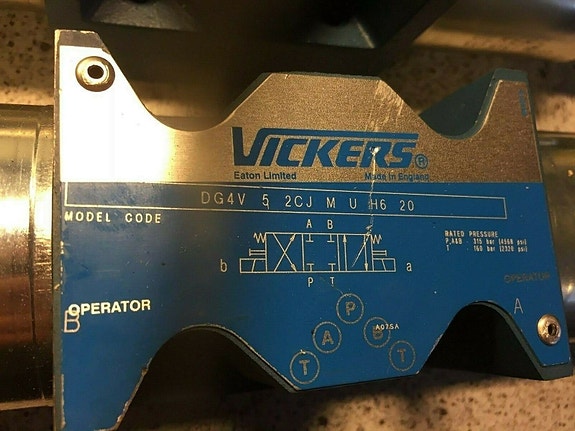 VICKERS®
Eaton Limited Made in England
DG4V 5 2CJ M U H6 20
MODEL CODE
A B
RATED PRESSURE
P,A&B - 315 bar (4568 psi)
T - 160 bar (2320 psi)
b a
P T
OPERATOR
B
OPERATOR
A
P
A07SA
A B
T T